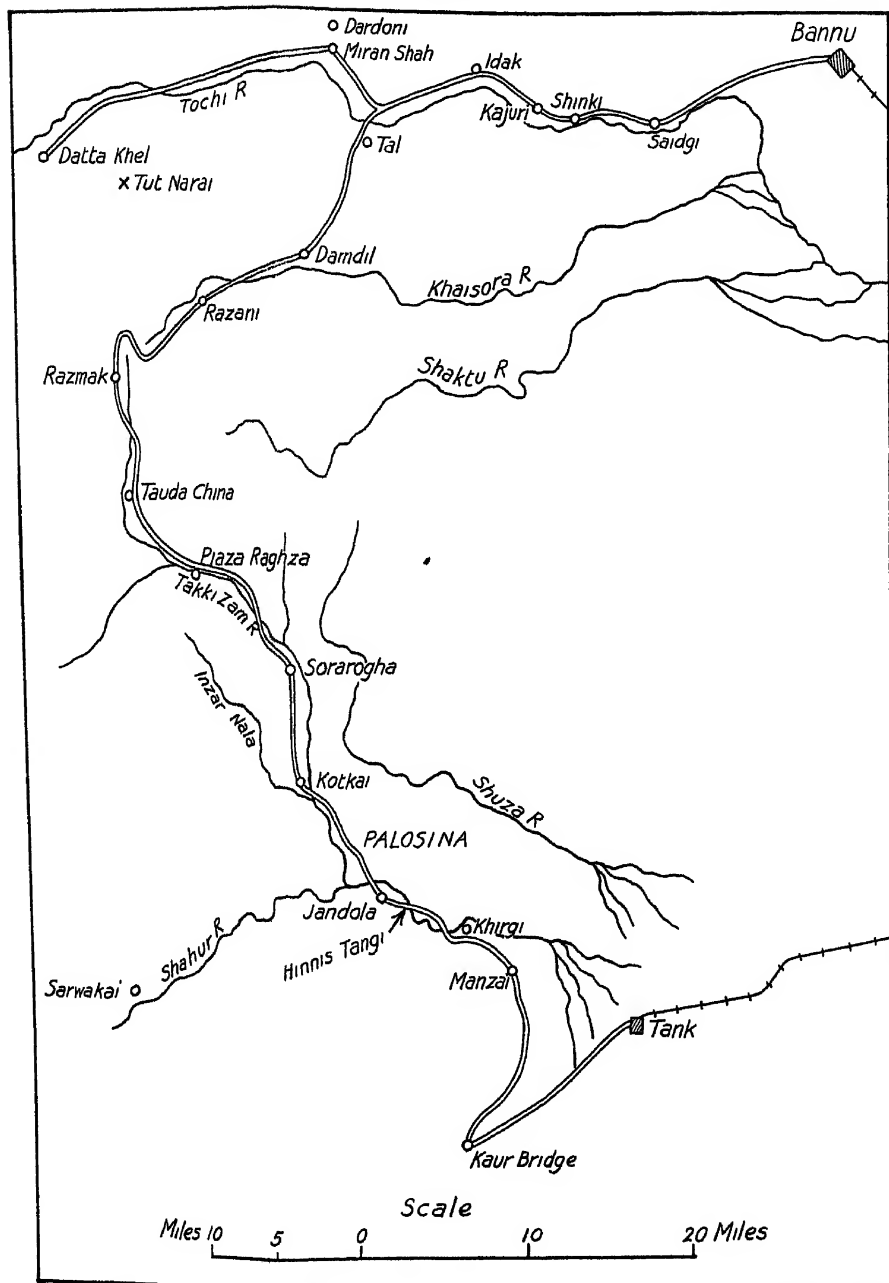 Dardoni
Miran Shah
Bannu
Idak
Tochi R
Kajuri
Shinki
Saidgi
Datta Khel
Tal
Tut Narai
Damdil
Khaisora R
Razani
Razmak
Shaktu R
Tauda China
Piaza Raghza
Takki Zam R
Sorarogha
Inzar Nala
Kotkai
Shuza R
PALOSINA
Jandola
Khirgi
Shahur R
Hinnis Tangi
Manzai
Sarwakai
Tank
Kaur Bridge
Scale
Miles 10 5 0 10 20 Miles